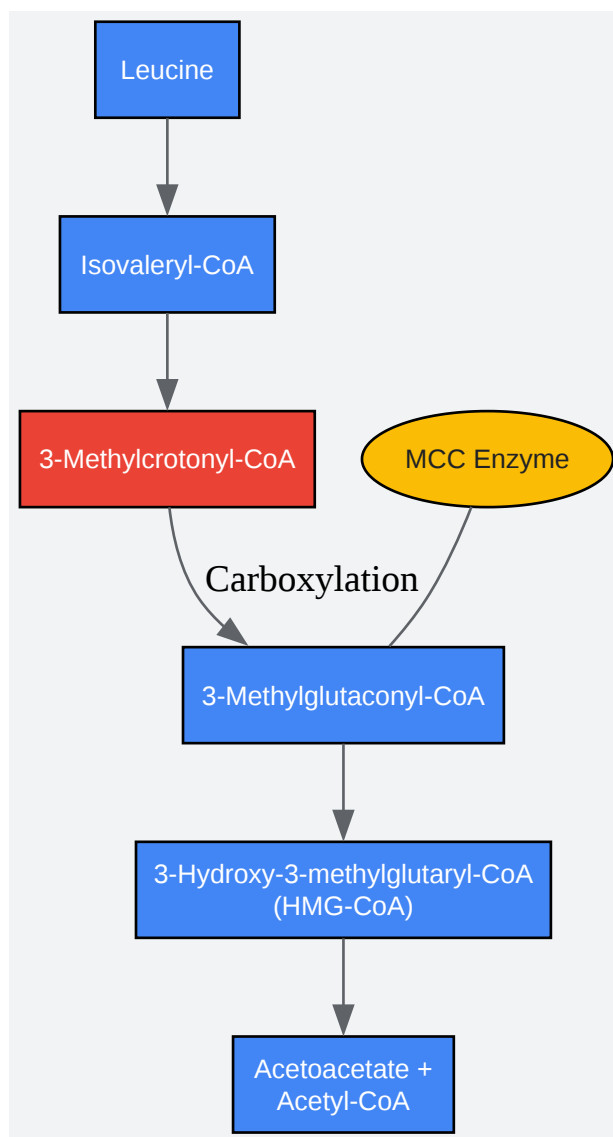 Leucine
Isovaleryl-CoA
3-Methylcrotonyl-CoA
MCC Enzyme
Carboxylation
3-Methylglutaconyl-CoA
3-Hydroxy-3-methylglutaryl-CoA
(HMG-CoA)
Acetoacetate +
Acetyl-CoA